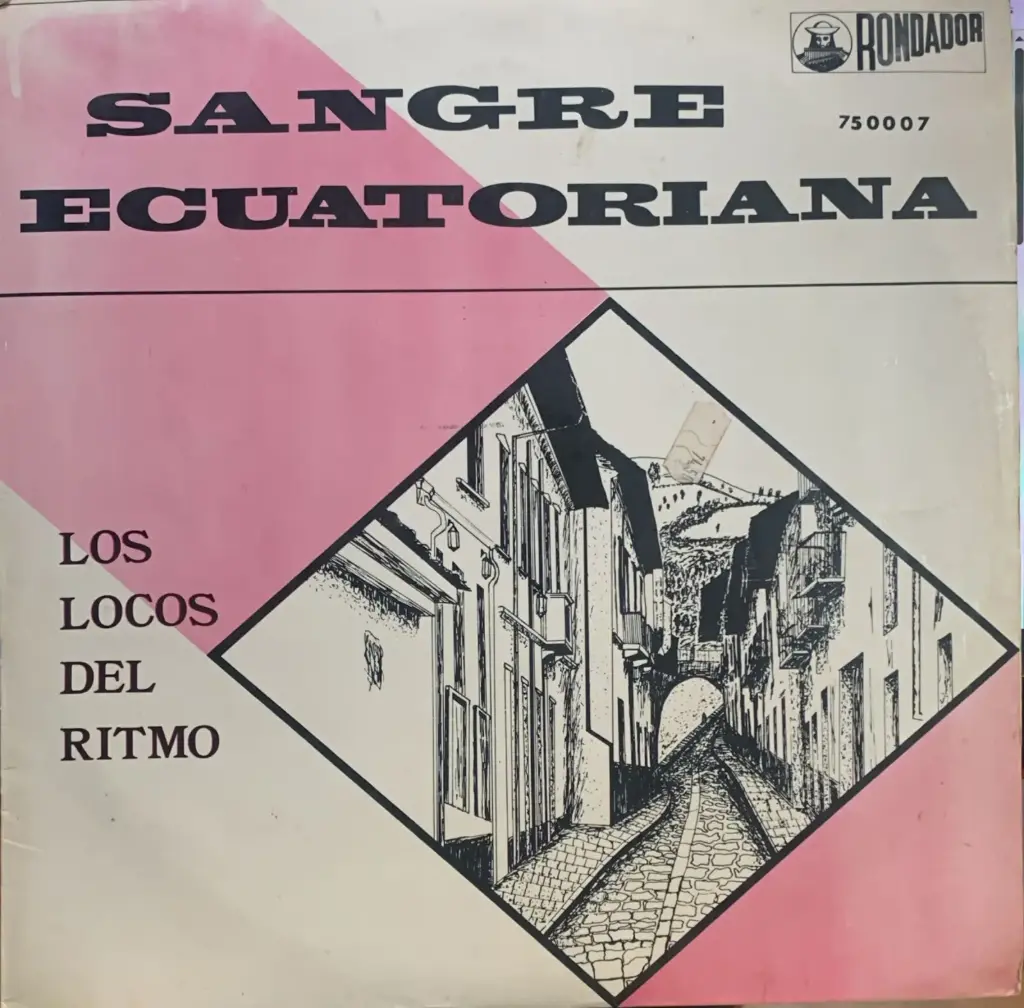 RONDADOR
SANGRE
750007
ECUATORIANA
LOS
LOCOS
DEL
RITMO